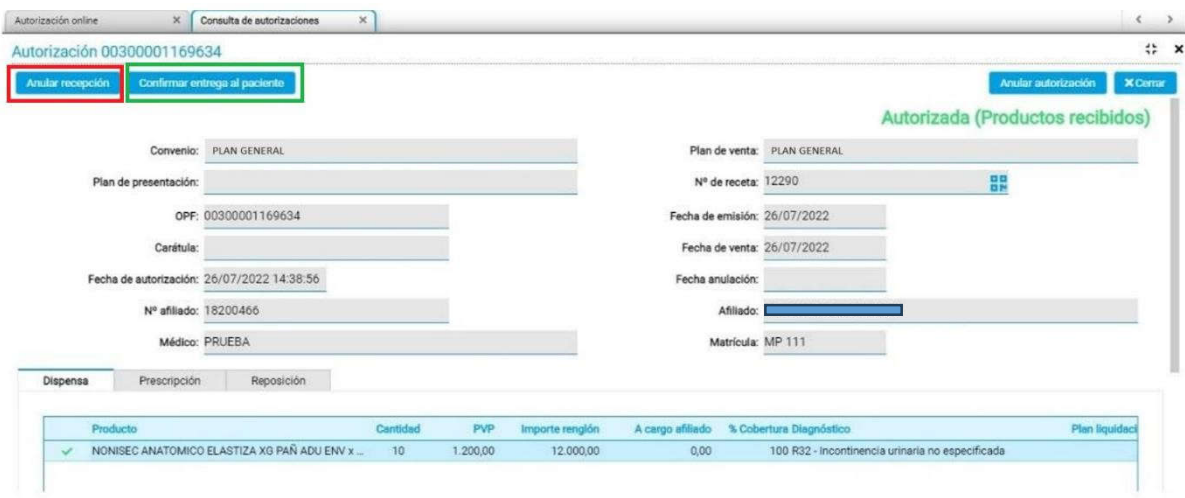 Autorización online × Consulta de autorizaciones ×
Autorización 00300001169634
Anular recepción Confirmar entrega al paciente Anular autorización × Cerrar
Autorizada (Productos recibidos)
Convenio: PLAN GENERAL Plan de venta: PLAN GENERAL
Plan de presentación: Nº de receta: 12290
OPF: 00300001169634 Fecha de emisión: 26/07/2022
Carátula: Fecha de venta: 26/07/2022
Fecha de autorización: 26/07/2022 14:38:56 Fecha anulación:
Nº afiliado: 18200466 Afiliado:
Médico: PRUEBA Matrícula: MP 111
Dispensa Prescripción Reposición
Producto Cantidad PVP Importe renglón A cargo afiliado % Cobertura Diagnóstico Plan liquidaci
NONISEC ANATOMICO ELASTIZA XG PAÑ ADU ENV x ... 10 1.200,00 12.000,00 0,00 100 R32 - Incontinencia urinaria no especificada